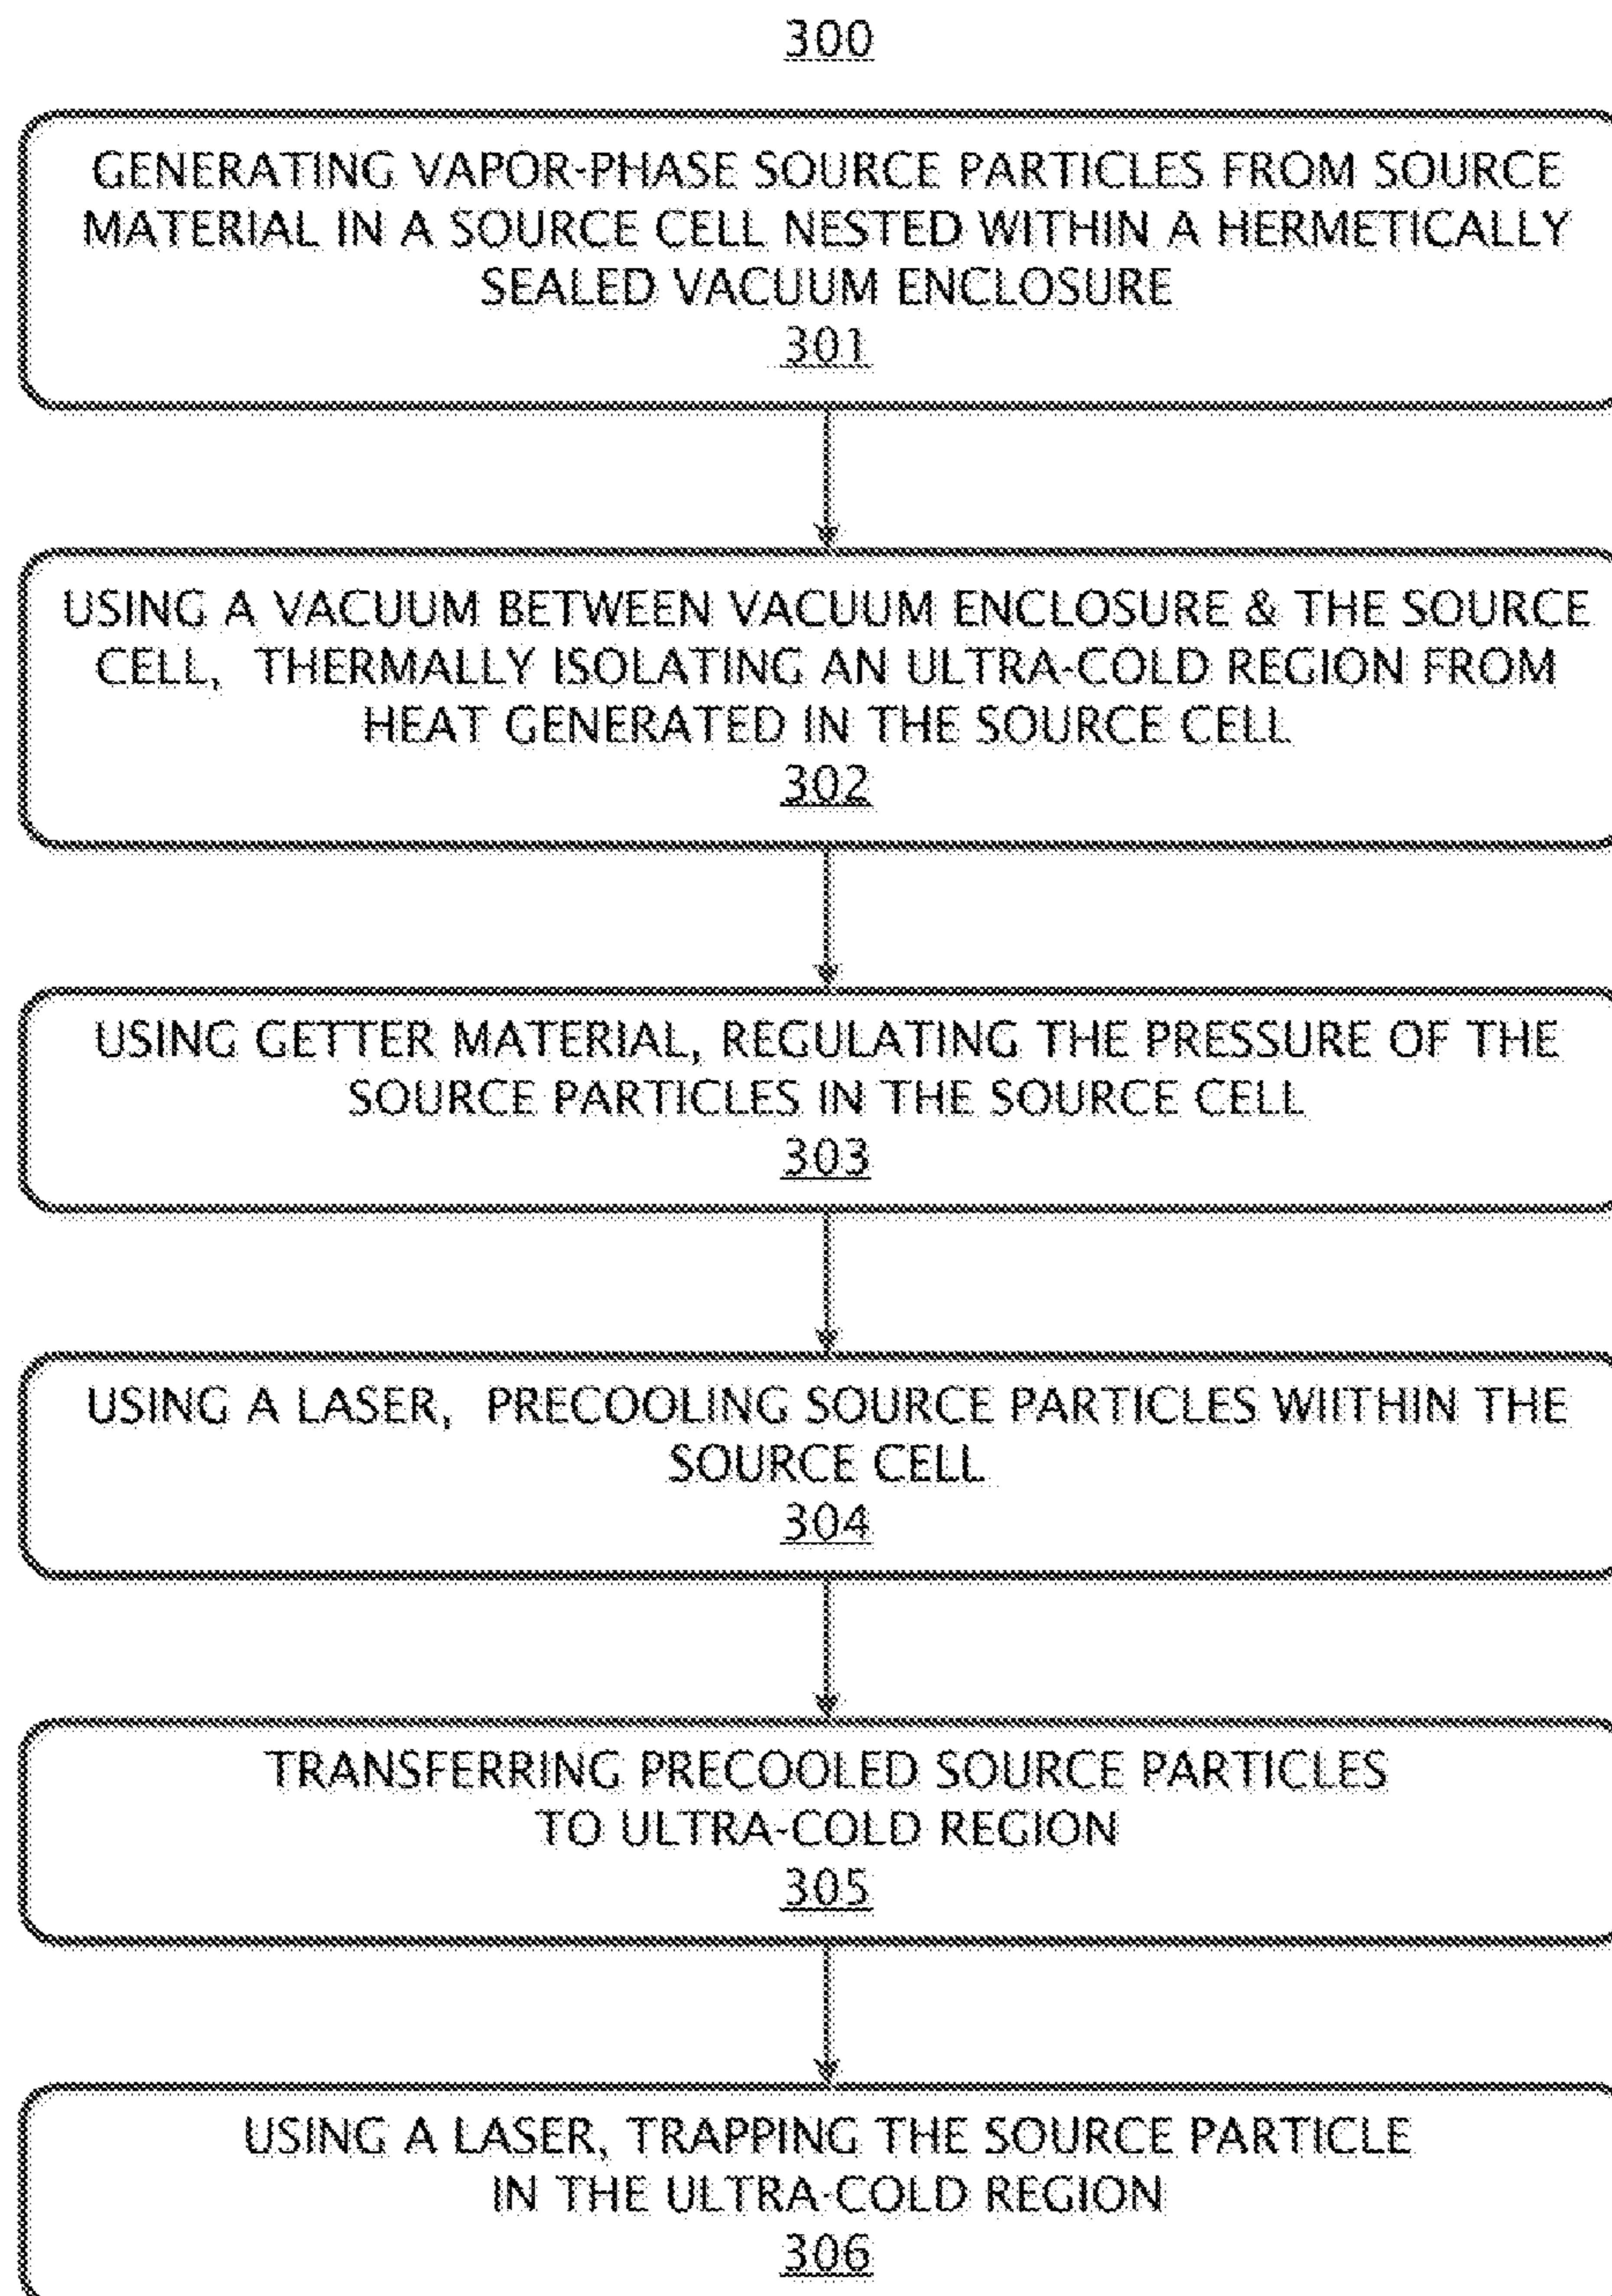 300
GENERATING VAPOR-PHASE SOURCE PARTICLES FROM SOURCE
MATERIAL IN A SOURCE CELL NESTED WITHIN A HERMETICALLY
SEALED VACUUM ENCLOSURE
301
USING A VACUUM BETWEEN VACUUM ENCLOSURE & THE SOURCE
CELL, THERMALLY ISOLATING AN ULTRA-COLD REGION FROM
HEAT GENERATED IN THE SOURCE CELL
302
USING GETTER MATERIAL, REGULATING THE PRESSURE OF THE
SOURCE PARTICLES IN THE SOURCE CELL
303
USING A LASER, PRECOOLING SOURCE PARTICLES WIITHIN THE
SOURCE CELL
304
TRANSFERRING PRECOOLED SOURCE PARTICLES
TO ULTRA-COLD REGION
305
USING A LASER, TRAPPING THE SOURCE PARTICLE
IN THE ULTRA-COLD REGION
306